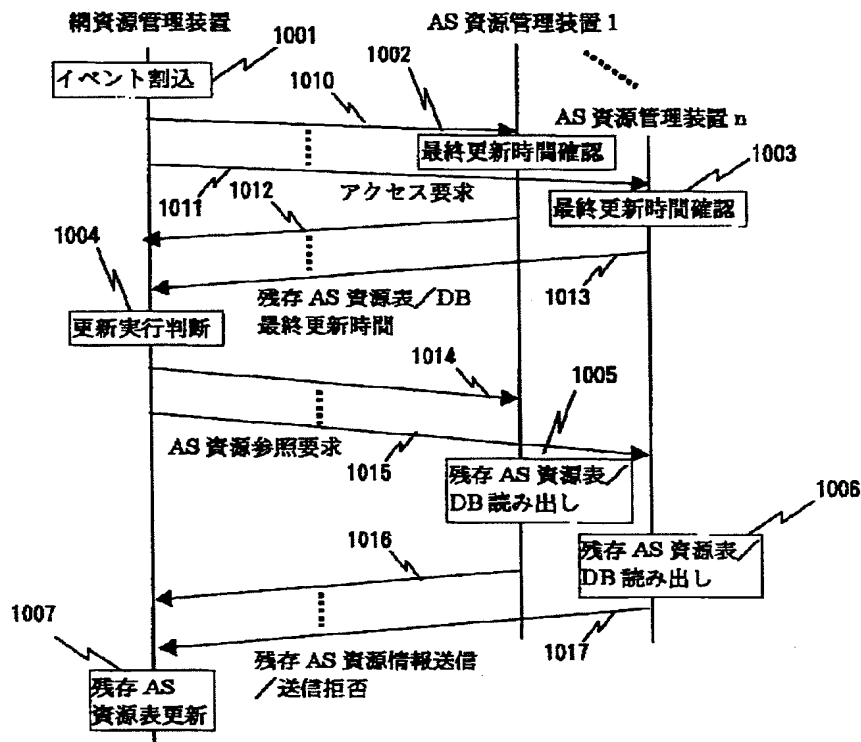 網資源管理装置
AS 資源管理装置 1
1001
1002
イベント割込
1010
AS 資源管理装置 n
最終更新時間確認
1003
1011
1012
アクセス要求
最終更新時間確認
1004
1013
残存 AS 資源表／DB
最終更新時間
更新実行判断
1014
1005
AS 資源参照要求
1015
残存 AS 資源表／
DB 読み出し
1006
1016
残存 AS 資源表／
DB 読み出し
1007
1017
残存 AS 資源情報送信
／送信拒否
残存 AS
資源表更新